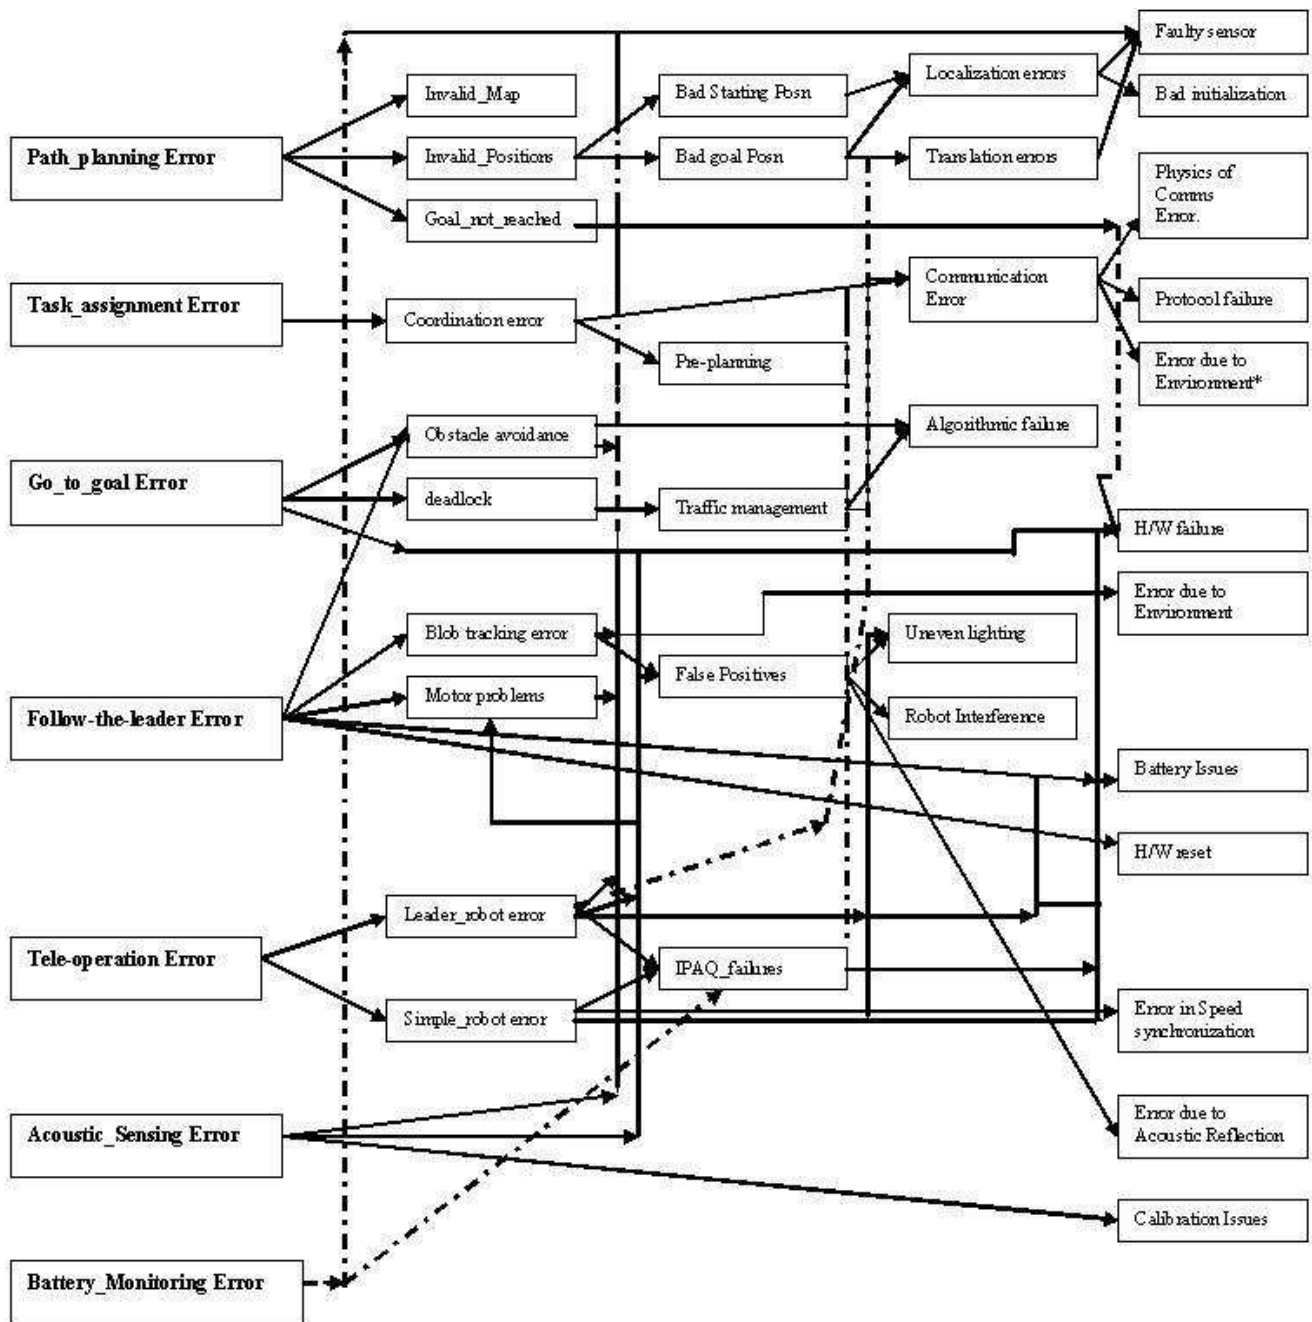 Faulty sensor
Localization errors
Invalid_Map
Bad Starting Posn
Bad initialization
Path_planning Error
Invalid_Positions
Bad goal Posn
Translation errors
Physics of
Comms
Error.
Goal_not_reached
Task_assignment Error
Communication
Error
Protocol failure
Coordination error
Pre-planning
Error due to
Environment*
Obstacle avoidance
Algorithmic failure
Go_to_goal Error
deadlock
Traffic management
H/W failure
Error due to
Environment
Blob tracking error
Uneven lighting
False Positives
Motor problems
Follow-the-leader Error
Robot Interference
Battery Issues
H/W reset
Leader_robot error
Tele-operation Error
IPAQ_failures
Simple_robot error
Error in Speed
synchronization
Acoustic_Sensing Error
Error due to
Acoustic Reflection
Calibration Issues
Battery_Monitoring Error